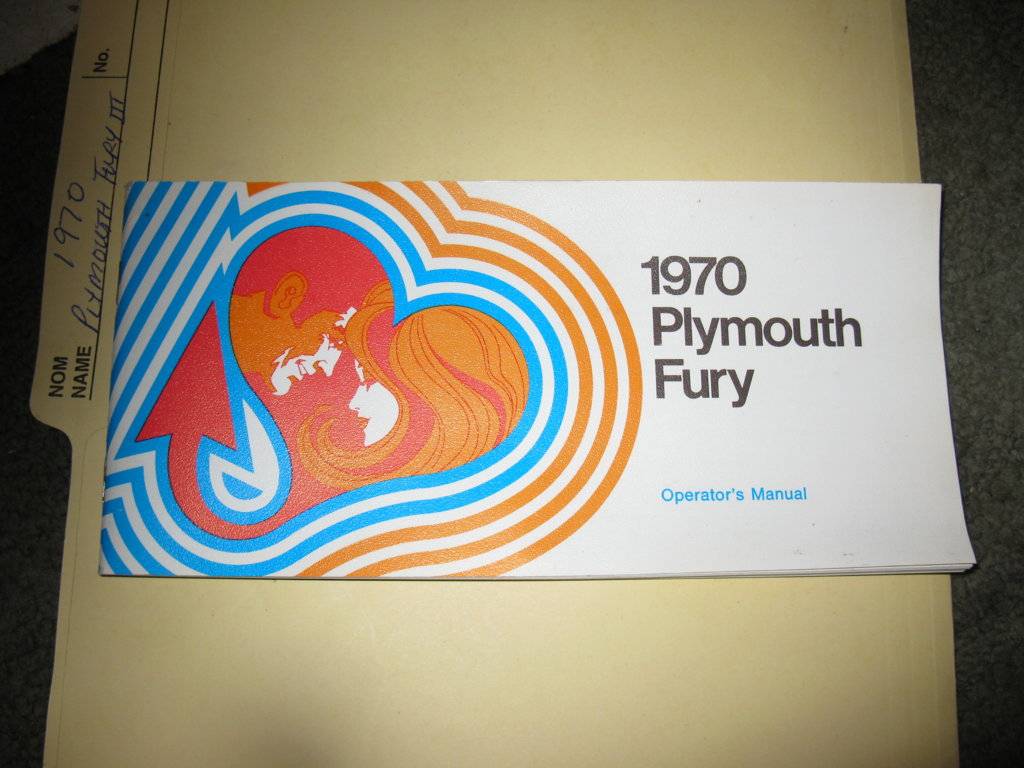 1970
Plymouth
Fury
Operator's Manual
NOM
NAME
1970
PLYMOUTH FURY III
No.